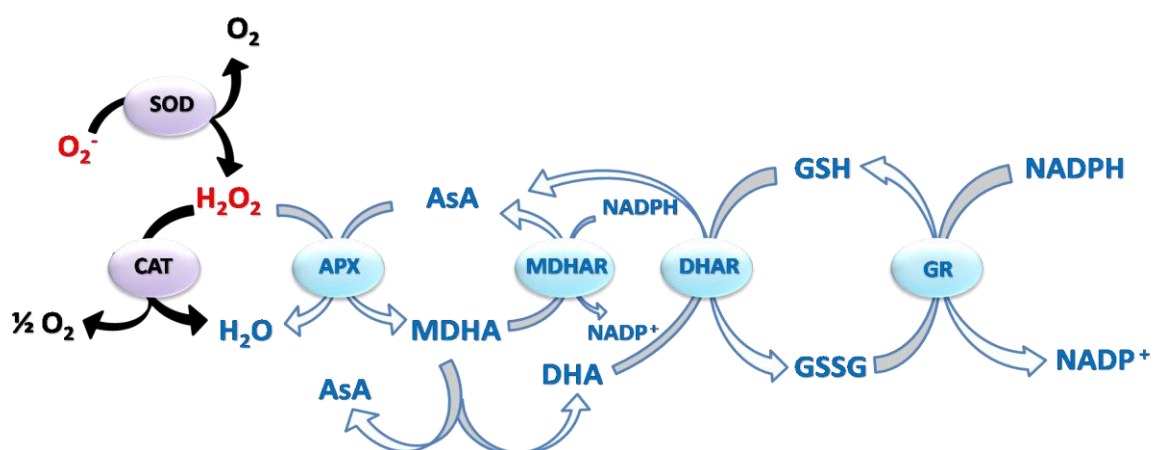 O₂
SOD
O₂⁻
H₂O₂
AsA
GSH
NADPH
NADPH
CAT
APX
MDHAR
DHAR
GR
½ O₂
H₂O
MDHA
NADP⁺
DHA
GSSG
NADP⁺
AsA